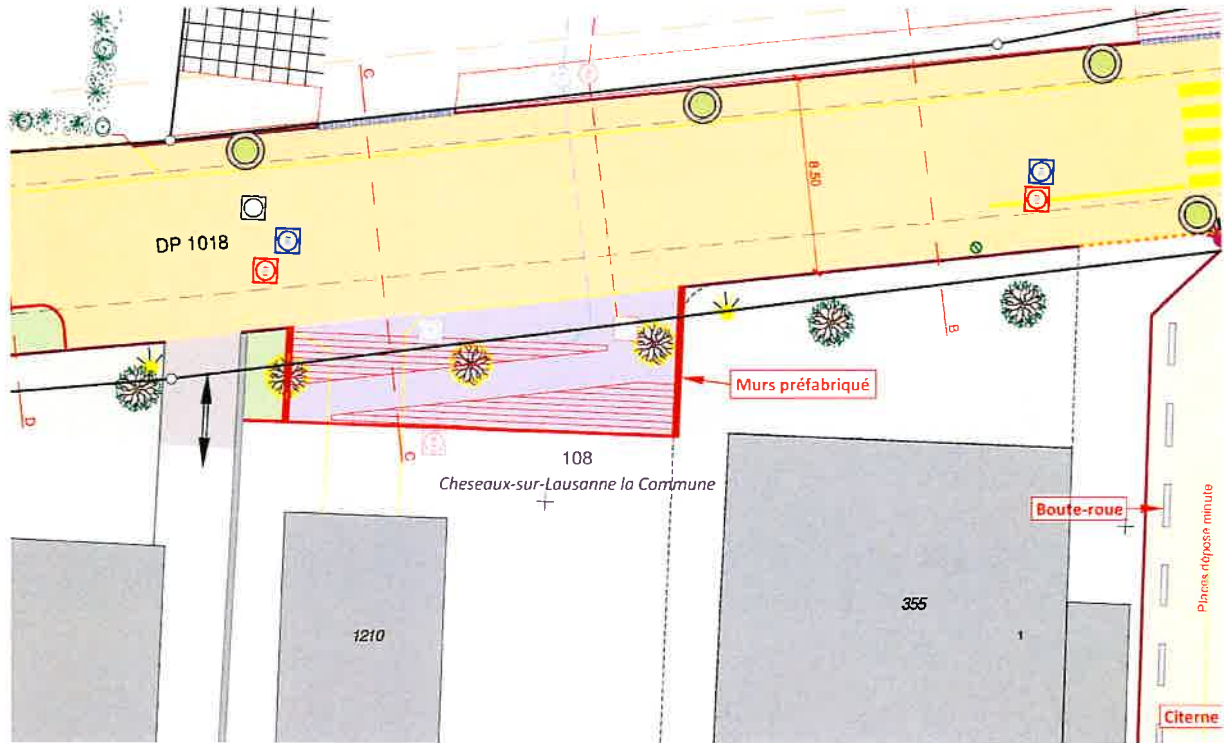 C
8.50
DP 1018
B
Murs préfabriqué
D
C
108
Cheseaux-sur-Lausanne la Commune
Boute-roue
Places dépose minute
355
1210
1
Citerne